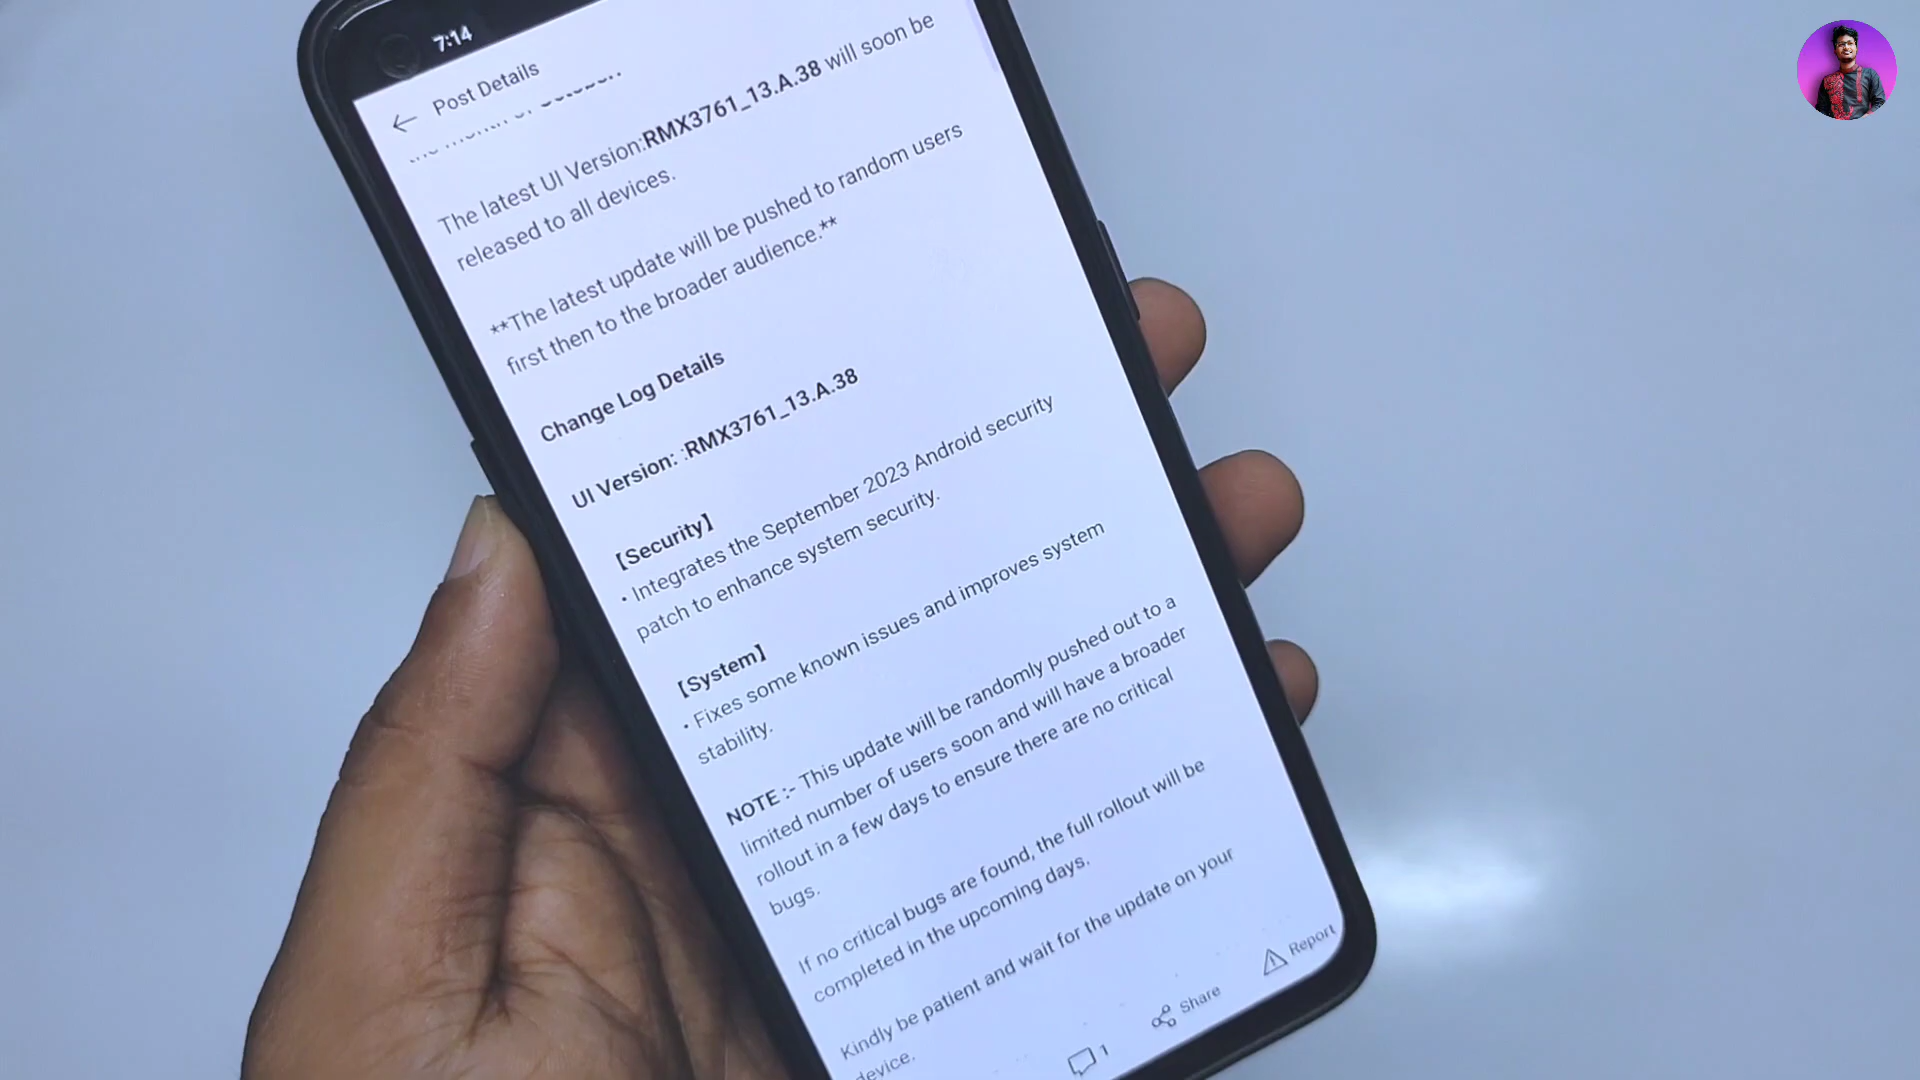 7:14
Post Details
The latest UI Version:RMX3761_13.A.38 will soon be
released to all devices.
**The latest update will be pushed to random users
first then to the broader audience.**
Change Log Details
UI Version: :RMX3761_13.A.38
【Security】
• Integrates the September 2023 Android security
patch to enhance system security.
【System】
• Fixes some known issues and improves system
stability.
NOTE :- This update will be randomly pushed out to a
limited number of users soon and will have a broader
rollout in a few days to ensure there are no critical
bugs.
If no critical bugs are found, the full rollout will be
completed in the upcoming days.
Kindly be patient and wait for the update on your
device.
1
Share
Report